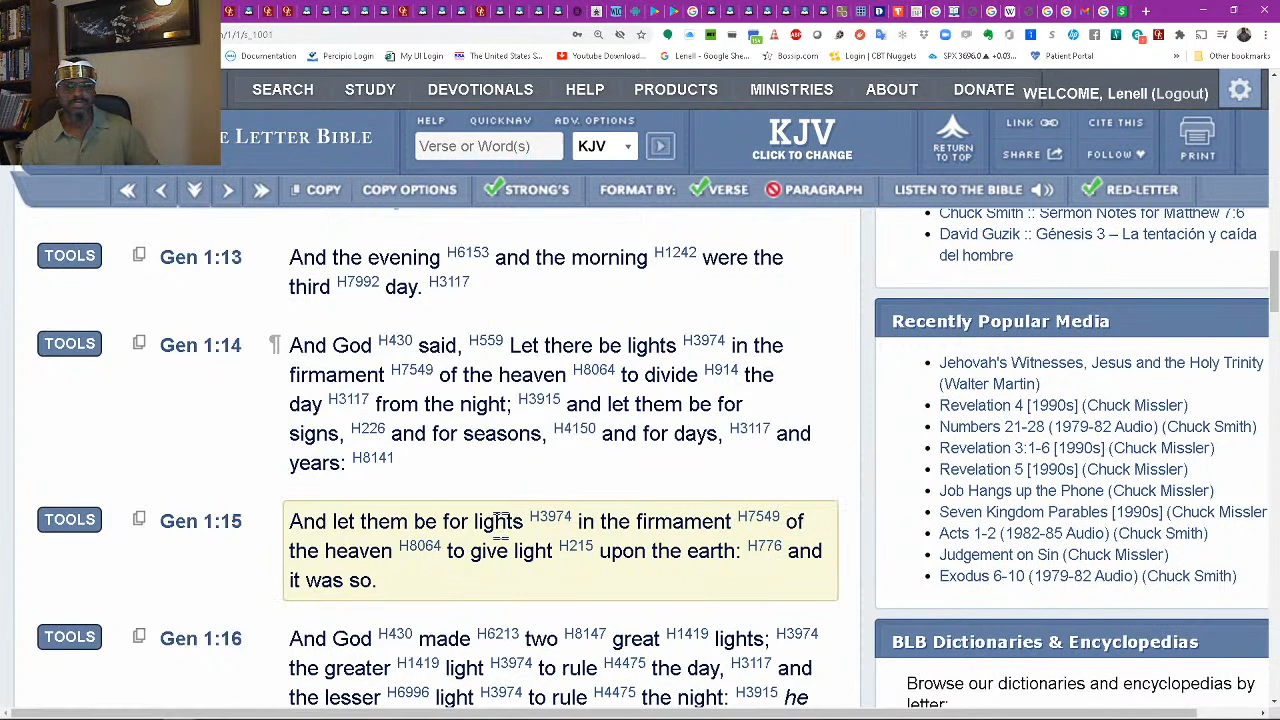 /1/1/s_1001
Documentation Percipio Login My UI Login The United States... Youtube Download... Lenell - Google She... Bossip.com... Login | CBT Nuggets SPX 3696.0▲+0.03... Patient Portal » Other bookmarks
SEARCH STUDY DEVOTIONALS HELP PRODUCTS MINISTRIES ABOUT DONATE WELCOME, Lenell (Logout)
E LETTER BIBLE
HELP QUICKNAV ADV. OPTIONS
Verse or Word(s) KJV
KJV
CLICK TO CHANGE
RETURN
TO TOP
LINK CITE THIS
SHARE FOLLOW
PRINT
COPY COPY OPTIONS STRONG'S FORMAT BY: VERSE PARAGRAPH LISTEN TO THE BIBLE RED-LETTER
TOOLS Gen 1:13 And the evening H6153 and the morning H1242 were the
third H7992 day. H3117
TOOLS Gen 1:14 ¶ And God H430 said, H559 Let there be lights H3974 in the
firmament H7549 of the heaven H8064 to divide H914 the
day H3117 from the night; H3915 and let them be for
signs, H226 and for seasons, H4150 and for days, H3117 and
years: H8141
TOOLS Gen 1:15 And let them be for lights H3974 in the firmament H7549 of
the heaven H8064 to give light H215 upon the earth: H776 and
it was so.
TOOLS Gen 1:16 And God H430 made H6213 two H8147 great H1419 lights; H3974
the greater H1419 light H3974 to rule H4475 the day, H3117 and
the lesser H6996 light H3974 to rule H4475 the night: H3915 he
• Chuck Smith :: Sermon Notes for Matthew 7:6
• David Guzik :: Génesis 3 – La tentación y caída
del hombre
Recently Popular Media
• Jehovah's Witnesses, Jesus and the Holy Trinity
(Walter Martin)
• Revelation 4 [1990s] (Chuck Missler)
• Numbers 21-28 (1979-82 Audio) (Chuck Smith)
• Revelation 3:1-6 [1990s] (Chuck Missler)
• Revelation 5 [1990s] (Chuck Missler)
• Job Hangs up the Phone (Chuck Missler)
• Seven Kingdom Parables [1990s] (Chuck Missler
• Acts 1-2 (1982-85 Audio) (Chuck Smith)
• Judgement on Sin (Chuck Missler)
• Exodus 6-10 (1979-82 Audio) (Chuck Smith)
BLB Dictionaries & Encyclopedias
Browse our dictionaries and encyclopedias by
letter: